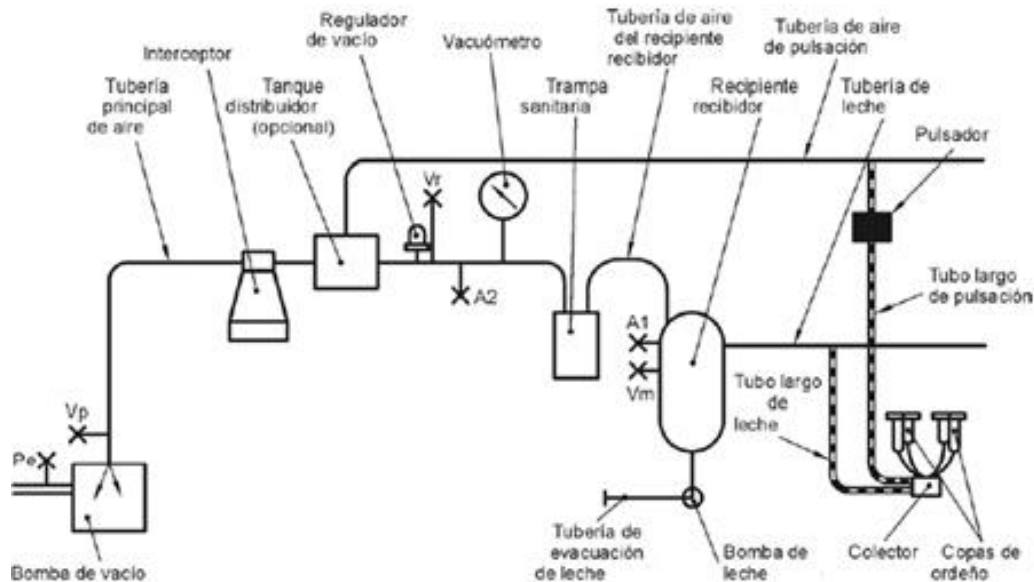 Regulador
de vacío
Tubería de aire
del recipiente
recibidor
Tubería de aire
de pulsación
Interceptor
Vacuómetro
Tubería
principal
de aire
Tanque
distribuidor
(opcional)
Trampa
sanitaria
Recipiente
recibidor
Tubería de
leche
Pulsador
Vr
A2
Tubo largo
de pulsación
A1
Vm
Tubo largo
de
leche
Vp
Pe
Bomba de vacío
Tubería de
evacuación
de leche
Bomba de
leche
Colector
Copas de
ordeño